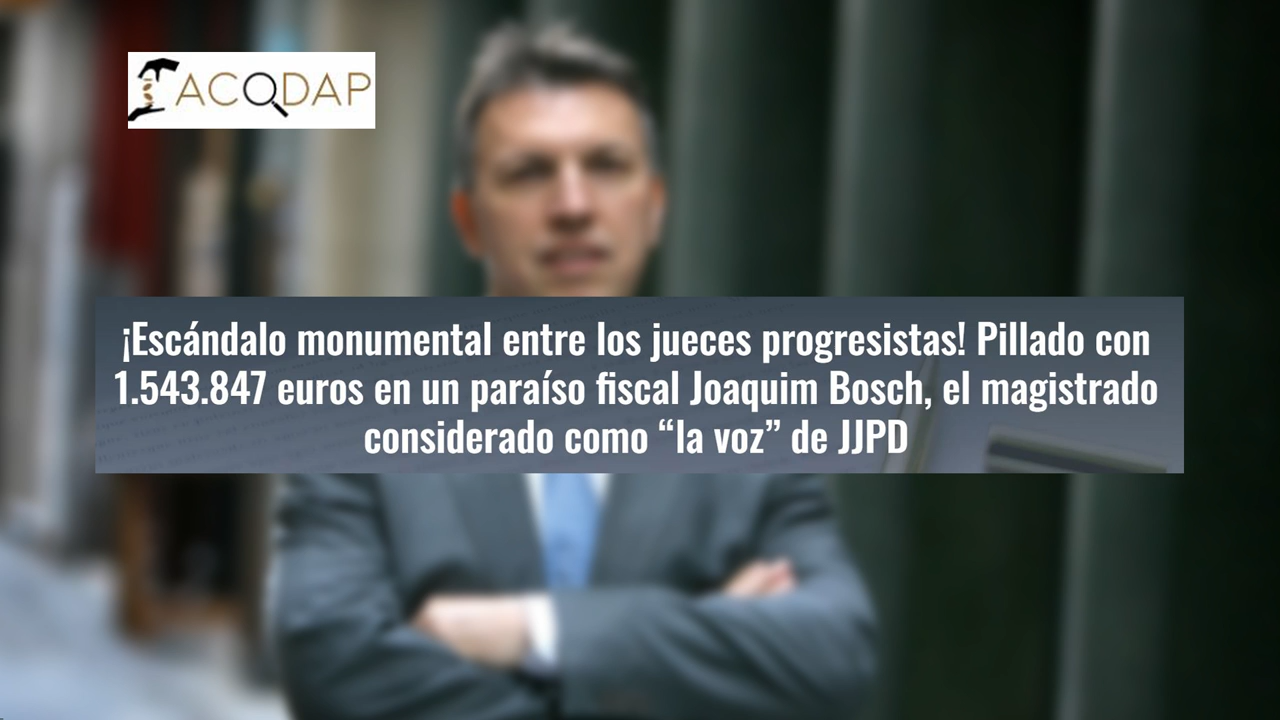 ACQDAP
¡Escándalo monumental entre los jueces progresistas! Pillado con
1.543.847 euros en un paraíso fiscal Joaquim Bosch, el magistrado
considerado como “la voz” de JJPD